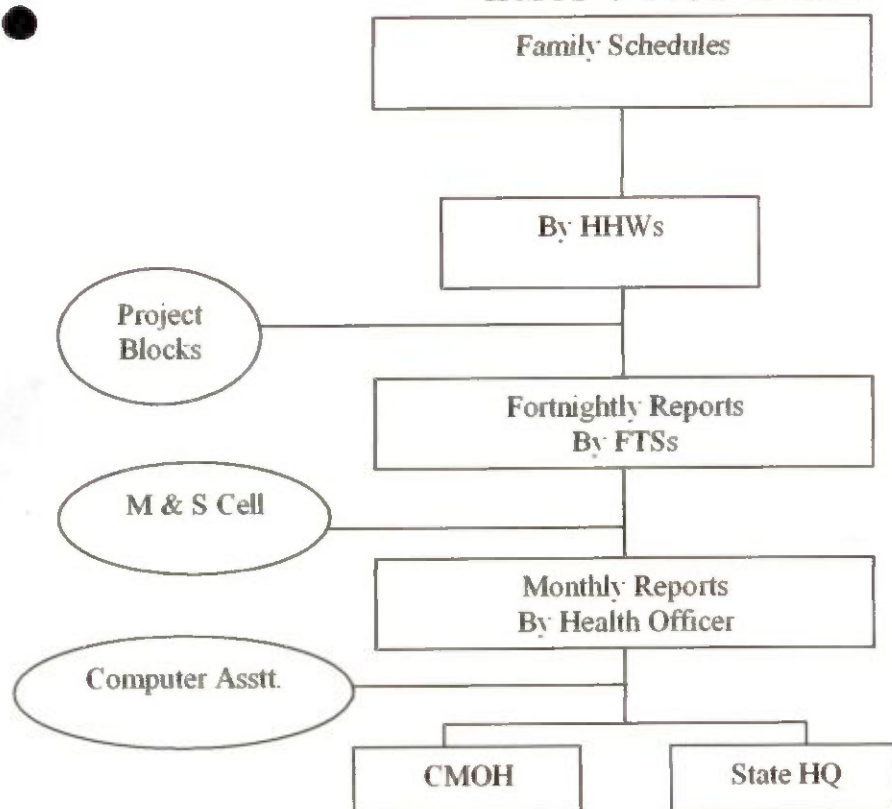 Family Schedules
By HHWs
Project
Blocks
Fortnightly Reports
By FTSs
M & S Cell
Monthly Reports
By Health Officer
Computer Asstt.
CMOH
State HQ